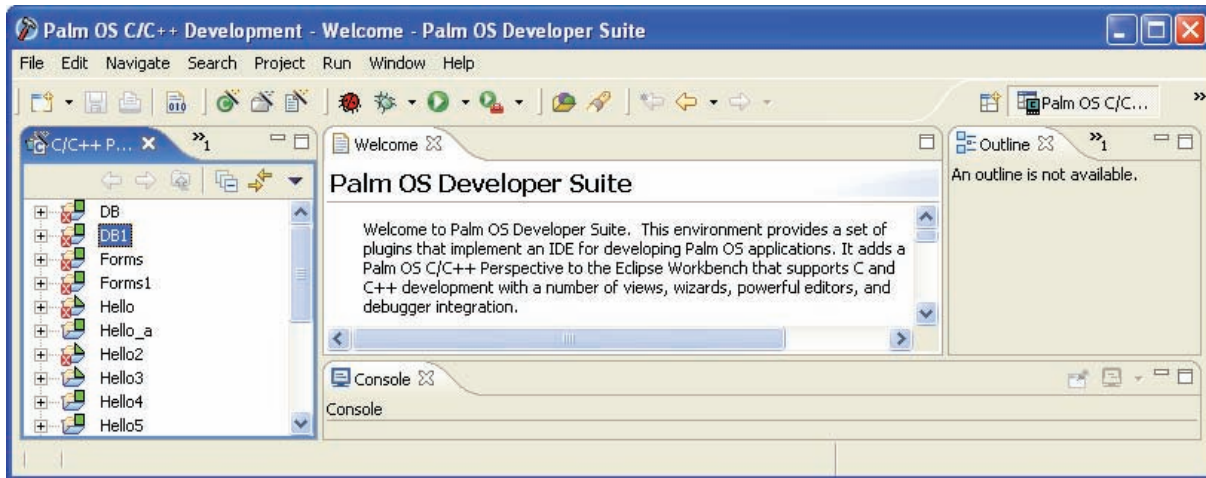 Palm OS C/C++ Development - Welcome - Palm OS Developer Suite
File Edit Navigate Search Project Run Window Help
010
Palm OS C/C...
»
C/C++ P...
»1
DB
DB1
Forms
Forms1
Hello
Hello_a
Hello2
Hello3
Hello4
Hello5
Welcome
Palm OS Developer Suite
Welcome to Palm OS Developer Suite. This environment provides a set of
plugins that implement an IDE for developing Palm OS applications. It adds a
Palm OS C/C++ Perspective to the Eclipse Workbench that supports C and
C++ development with a number of views, wizards, powerful editors, and
debugger integration.
Outline
»1
An outline is not available.
Console
Console